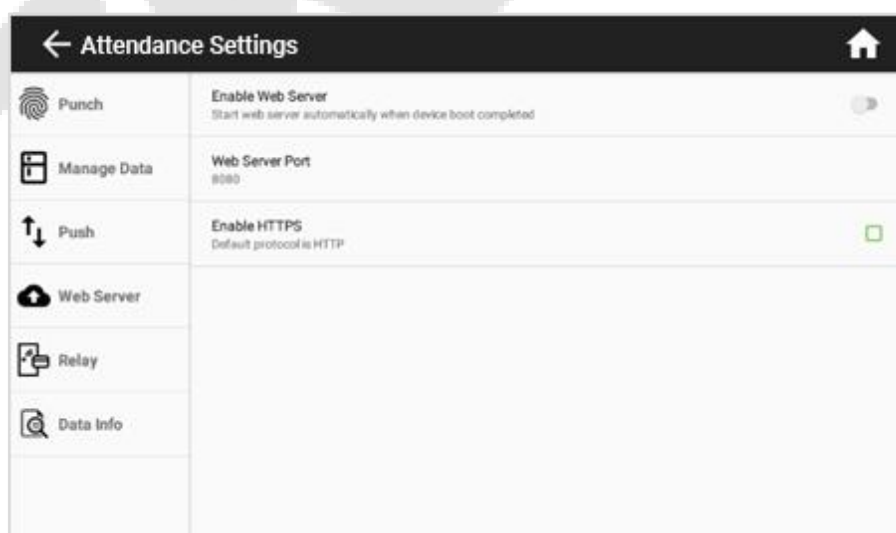 Attendance Settings
Punch
Manage Data
Push
Web Server
Relay
Data Info
Enable Web Server
Start web server automatically when device boot completed
Web Server Port
8080
Enable HTTPS
Default protocol is HTTP